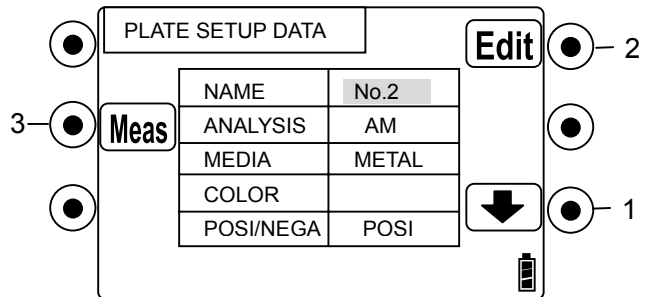 PLATE SETUP DATA
Edit
2
NAME No.2
3 Meas ANALYSIS AM
MEDIA METAL
COLOR
1
POSI/NEGA POSI